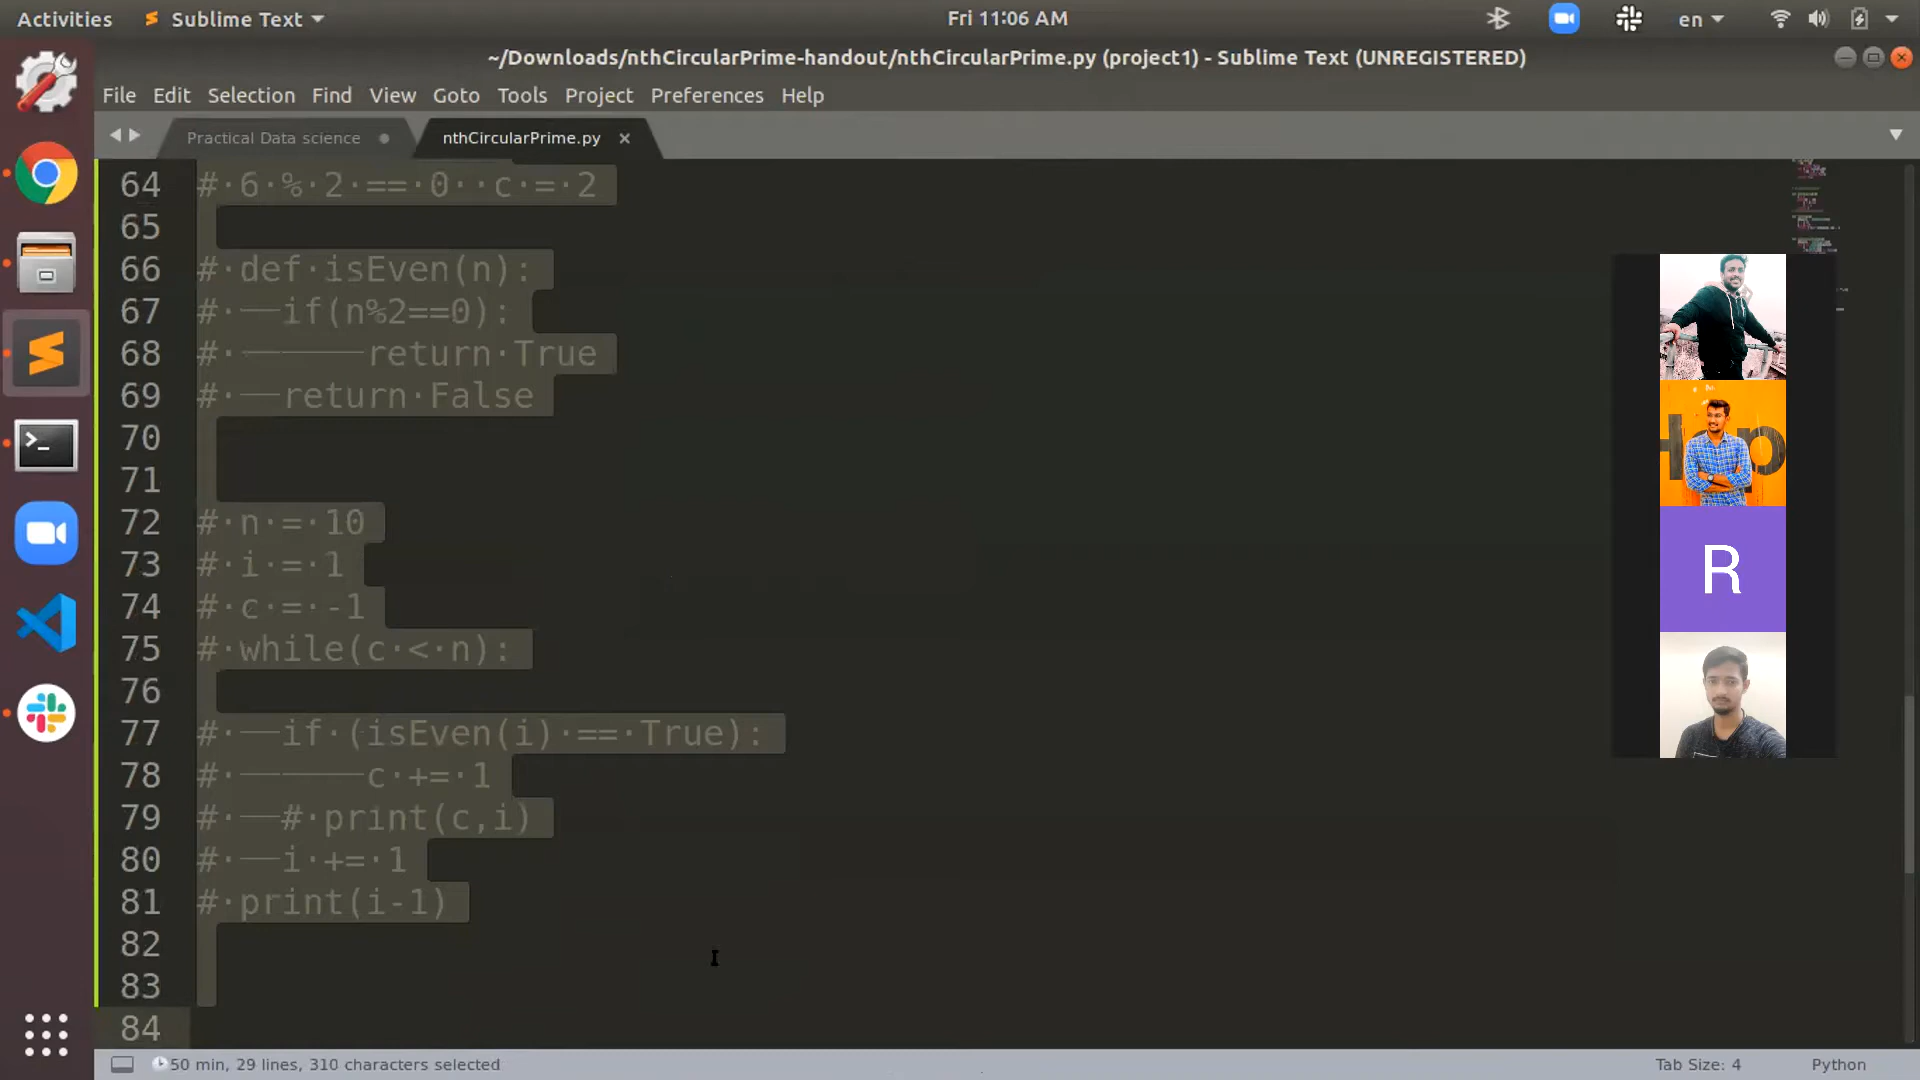 Activities Sublime Text Fri 11:06 AM en
~/Downloads/nthCircularPrime-handout/nthCircularPrime.py (project1) - Sublime Text (UNREGISTERED)
File Edit Selection Find View Goto Tools Project Preferences Help
Practical Data science nthCircularPrime.py
64 # 6 % 2 == 0  c = 2
65
66 # def isEven(n):
67 # if(n%2==0):
68 # return True
69 # return False
70
71
72 # n = 10
73 # i = 1
74 # c = -1
75 # while(c < n):
76
77 # if (isEven(i) == True):
78 # c += 1
79 # # print(c,i)
80 # i += 1
81 # print(i-1)
82
83
84
R
50 min, 29 lines, 310 characters selected Tab Size: 4 Python